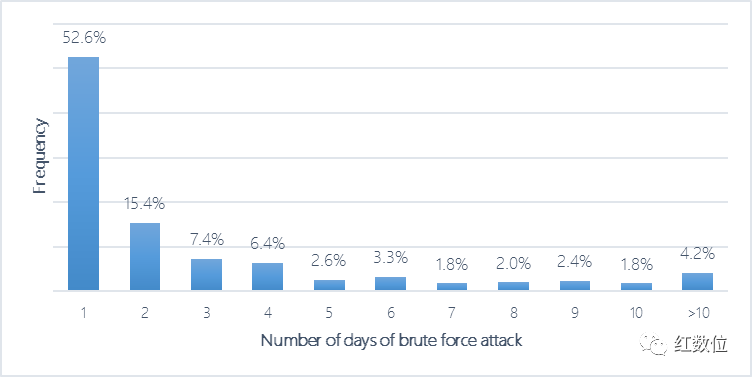 52.6%
15.4%
7.4%
6.4%
2.6%
3.3%
1.8%
2.0%
2.4%
1.8%
4.2%
Frequency
1 2 3 4 5 6 7 8 9 10 >10
Number of days of brute force attack
红数位